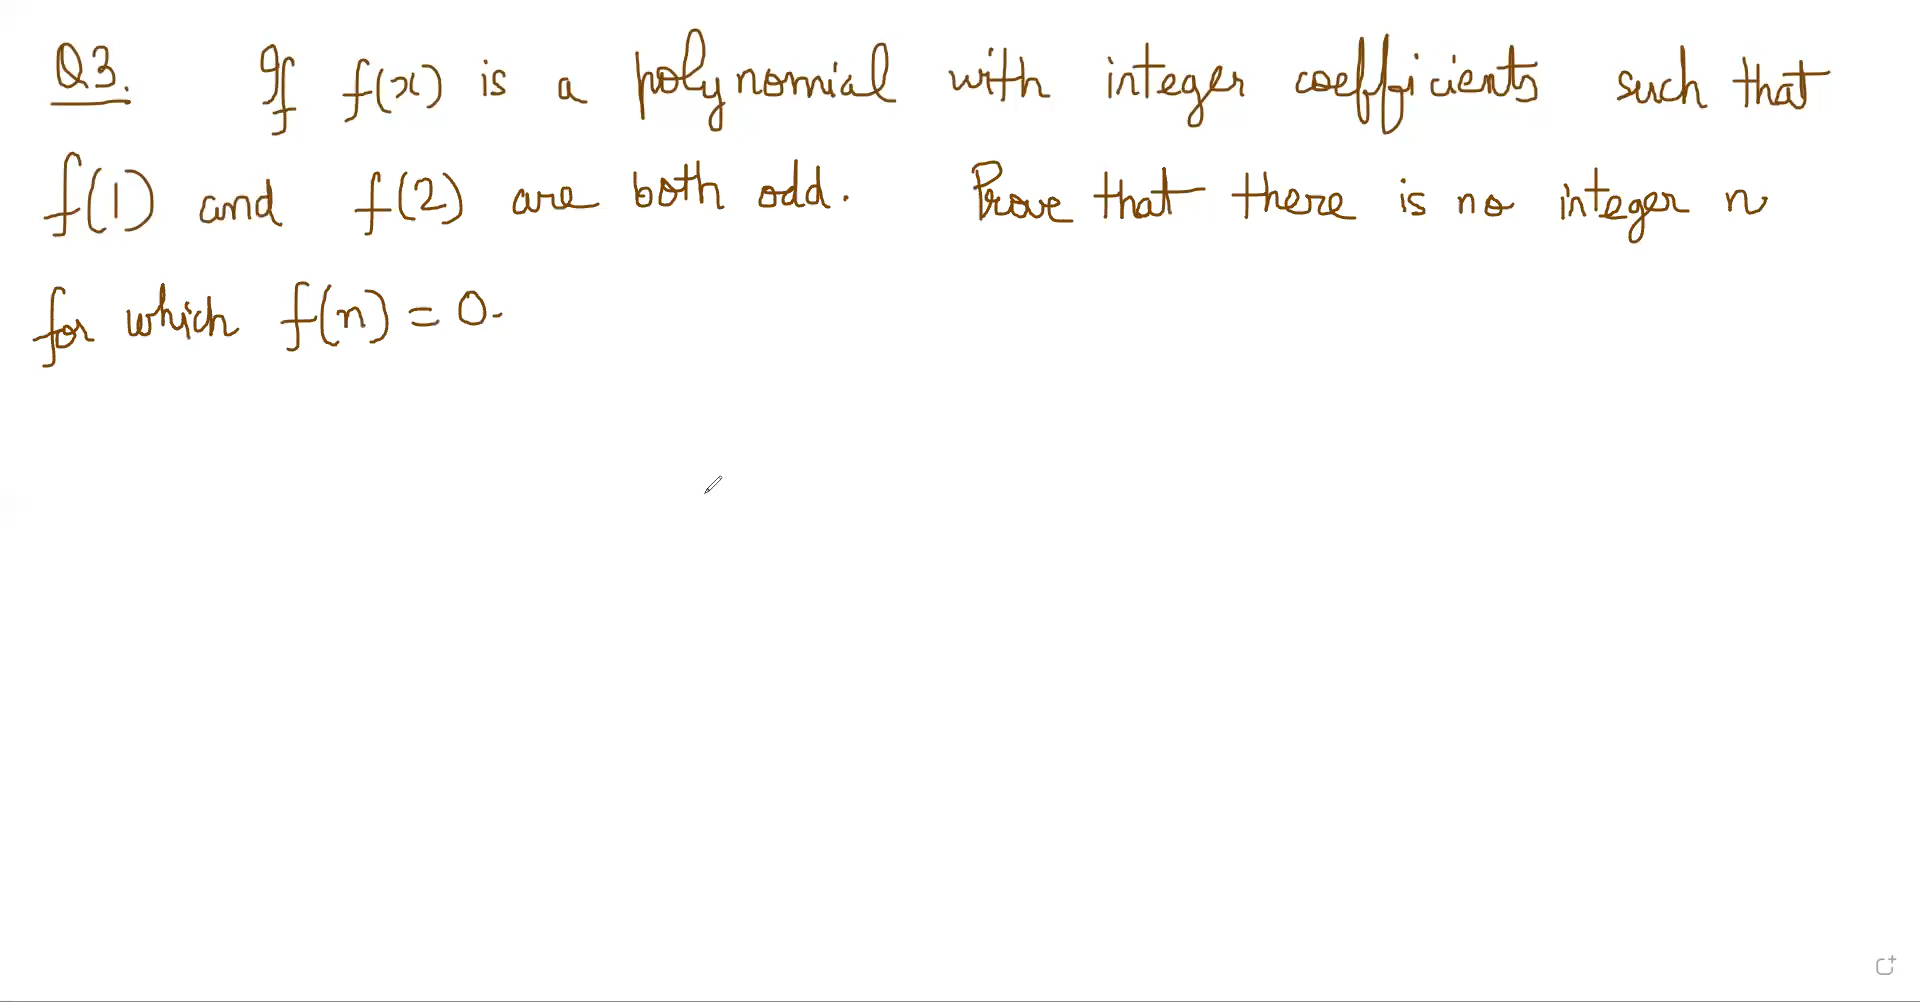 Q3. If f(x) is a polynomial with integer coefficients such that
f(1) and f(2) are both odd. Prove that there is no integer n
for which f(n) = 0.